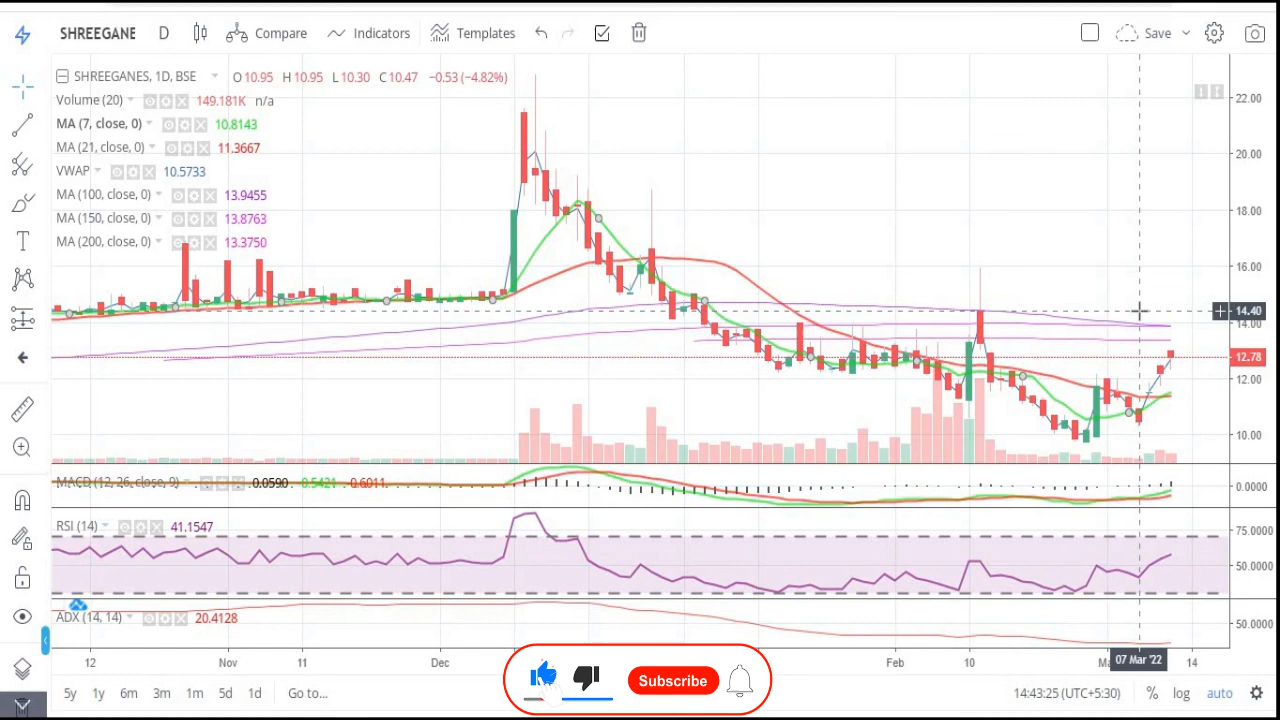 SHREEGANE D Compare Indicators Templates Save
SHREEGANES, 1D, BSE O10.95 H10.95 L10.30 C10.47 −0.53 (−4.82%)
Volume (20) 149.181K n/a
MA (7, close, 0) 10.8143
MA (21, close, 0) 11.3667
VWAP 10.5733
MA (100, close, 0) 13.9455
MA (150, close, 0) 13.8763
MA (200, close, 0) 13.3750
22.00
20.00
18.00
16.00
14.40
14.00
12.78
12.00
10.00
MACD (12, 26, close, 9) 0.0590 0.6011
0.0000
RSI (14) 41.1547
75.0000
50.0000
ADX (14, 14) 20.4128
50.0000
12 Nov 11 Dec Feb 10 07 Mar '22 14
Subscribe
5y 1y 6m 3m 1m 5d 1d Go to... 14:43:25 (UTC+5:30) % log auto